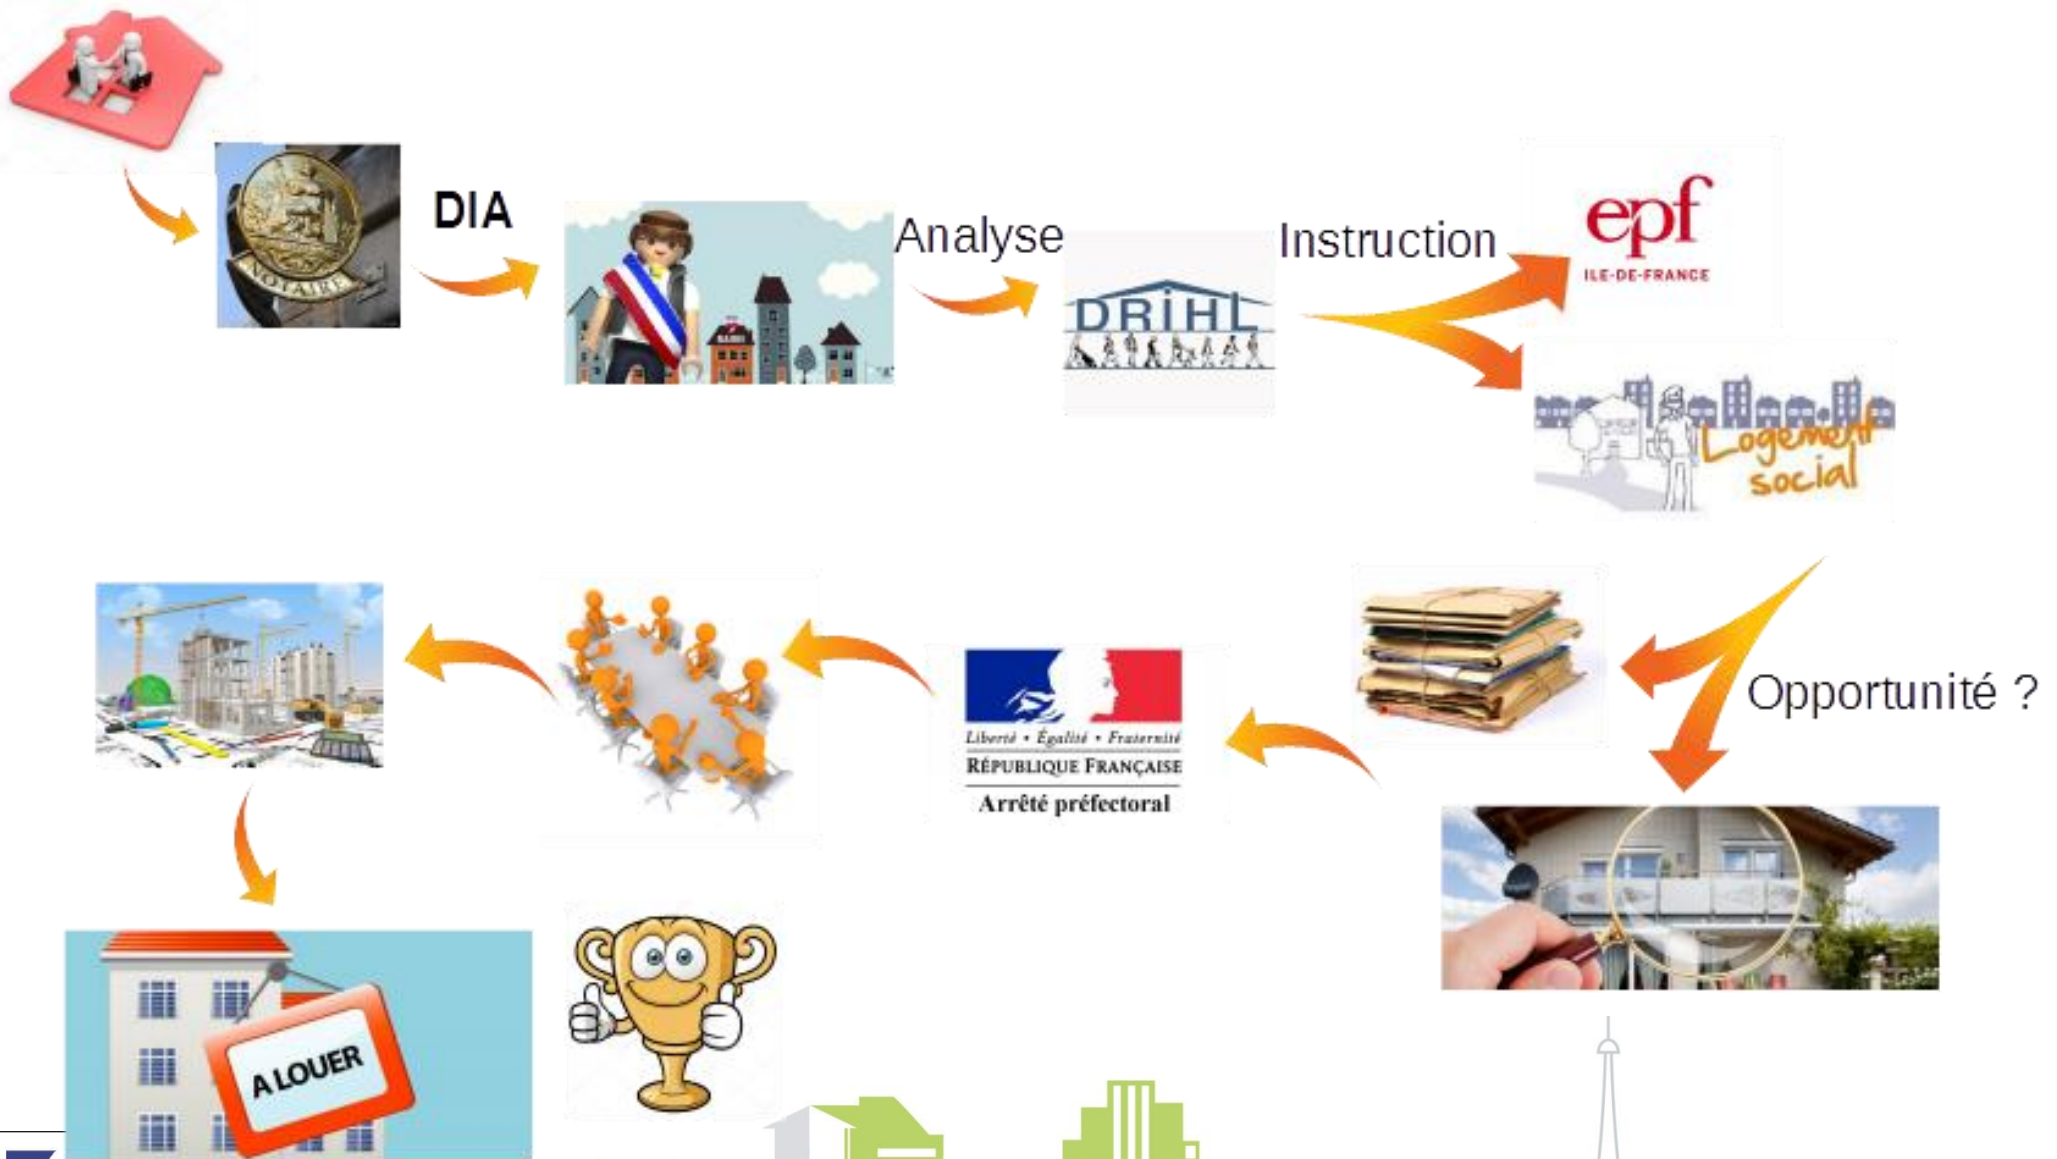 NOTAIRE
DIA
MAIRIE
Analyse
DRIHL
Instruction
epf
ILE-DE-FRANCE
Logement
social
Opportunité ?
Liberté • Égalité • Fraternité
RÉPUBLIQUE FRANÇAISE
Arrêté préfectoral
A LOUER